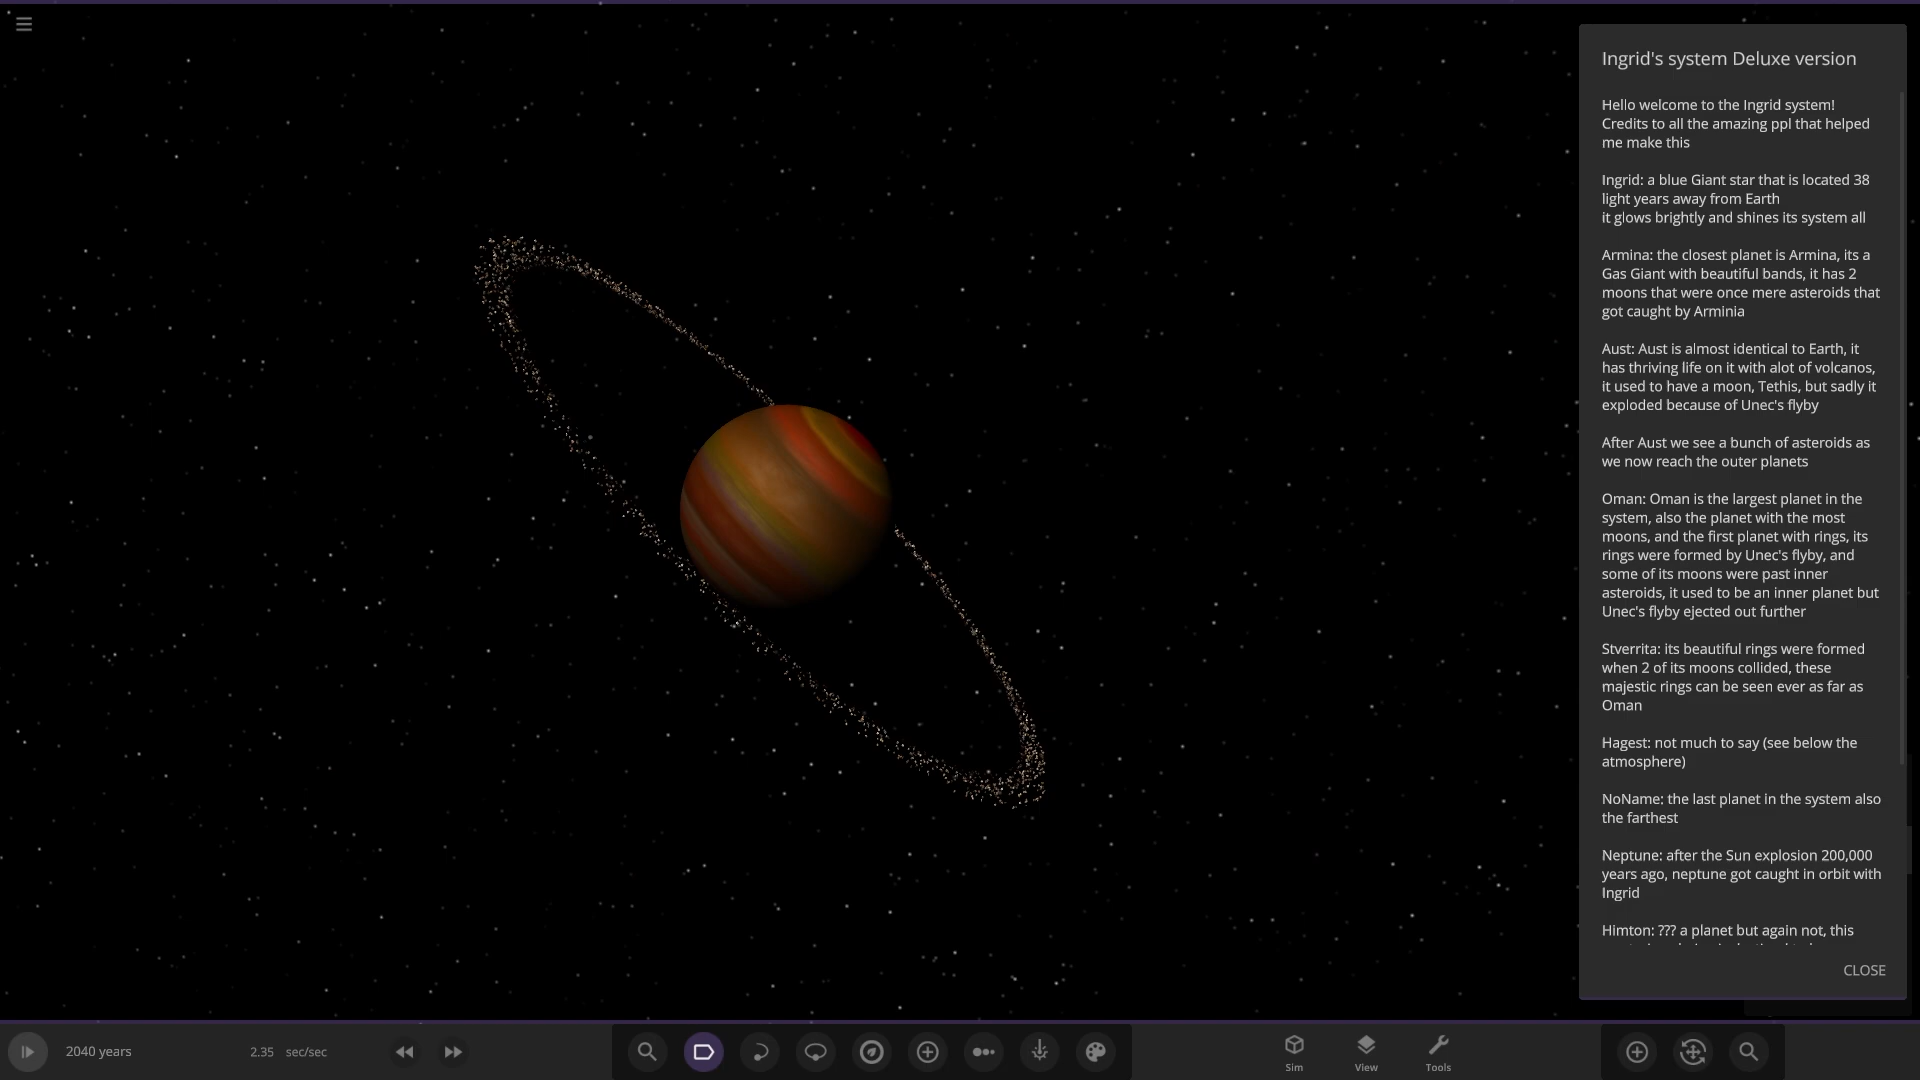 Ingrid's system Deluxe version
Hello welcome to the Ingrid system!
Credits to all the amazing ppl that helped
me make this
Ingrid: a blue Giant star that is located 38
light years away from Earth
it glows brightly and shines its system all
Armina: the closest planet is Armina, its a
Gas Giant with beautiful bands, it has 2
moons that were once mere asteroids that
got caught by Arminia
Aust: Aust is almost identical to Earth, it
has thriving life on it with alot of volcanos,
it used to have a moon, Tethis, but sadly it
exploded because of Unec's flyby
After Aust we see a bunch of asteroids as
we now reach the outer planets
Oman: Oman is the largest planet in the
system, also the planet with the most
moons, and the first planet with rings, its
rings were formed by Unec's flyby, and
some of its moons were past inner
asteroids, it used to be an inner planet but
Unec's flyby ejected out further
Stverrita: its beautiful rings were formed
when 2 of its moons collided, these
majestic rings can be seen ever as far as
Oman
Hagest: not much to say (see below the
atmosphere)
NoName: the last planet in the system also
the farthest
Neptune: after the Sun explosion 200,000
years ago, neptune got caught in orbit with
Ingrid
Himton: ??? a planet but again not, this
CLOSE
2040 years
2.35 sec/sec
Sim
View
Tools